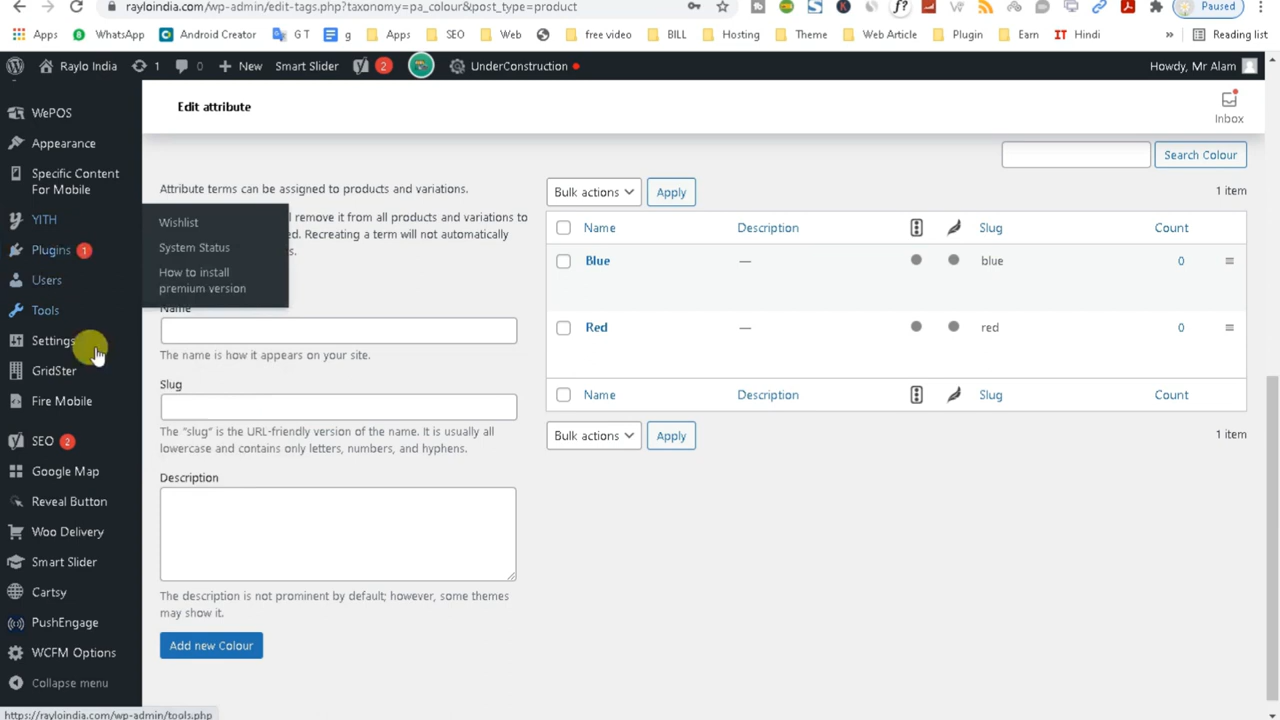 rayloindia.com/wp-admin/edit-tags.php?taxonomy=pa_colour&post_type=product
Paused
Apps
WhatsApp
Android Creator
G T
g
Apps
SEO
Web
free video
BILL
Hosting
Theme
Web Article
Plugin
Earn
IT Hindi
»
Reading list
Raylo India
1
0
+ New
Smart Slider
2
UnderConstruction
Howdy, Mr Alam
WePOS
Appearance
Specific Content
For Mobile
YITH
Plugins 1
Users
Tools
Settings
GridSter
Fire Mobile
SEO 2
Google Map
Reveal Button
Woo Delivery
Smart Slider
Cartsy
PushEngage
WCFM Options
Collapse menu
Wishlist
System Status
How to install
premium version
Edit attribute
Inbox
Search Colour
Attribute terms can be assigned to products and variations.
l remove it from all products and variations to
ed. Recreating a term will not automatically
s.
Name
The name is how it appears on your site.
Slug
The “slug” is the URL-friendly version of the name. It is usually all
lowercase and contains only letters, numbers, and hyphens.
Description
The description is not prominent by default; however, some themes
may show it.
Add new Colour
Bulk actions
Apply
1 item
Name Description Slug Count
Blue — blue 0
Red red 0
Name Description Slug Count
Bulk actions
Apply
1 item
https://rayloindia.com/wp-admin/tools.php